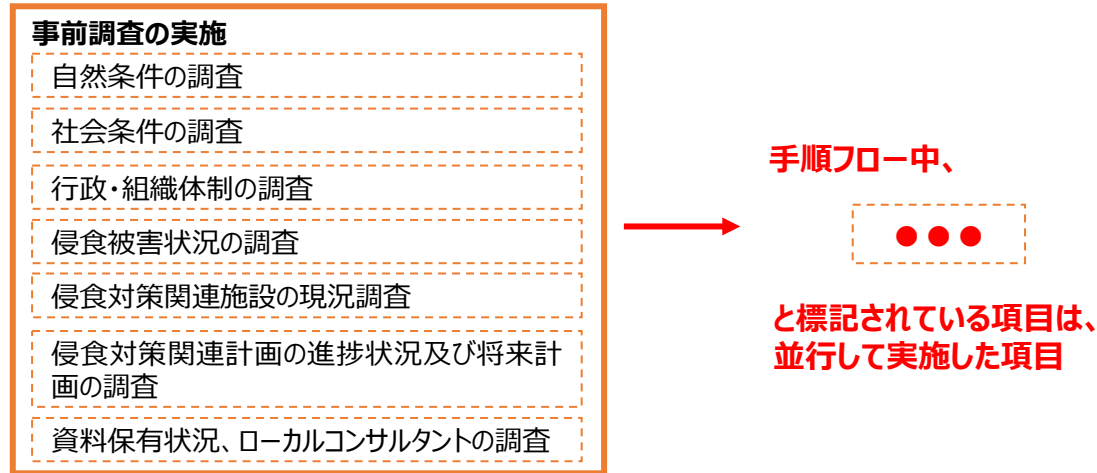 事前調査の実施
自然条件の調査
社会条件の調査
行政・組織体制の調査
侵食被害状況の調査
侵食対策関連施設の現況調査
侵食対策関連計画の進捗状況及び将来計
画の調査
資料保有状況、ローカルコンサルタントの調査
手順フロー中、
●●●
と標記されている項目は、
並行して実施した項目